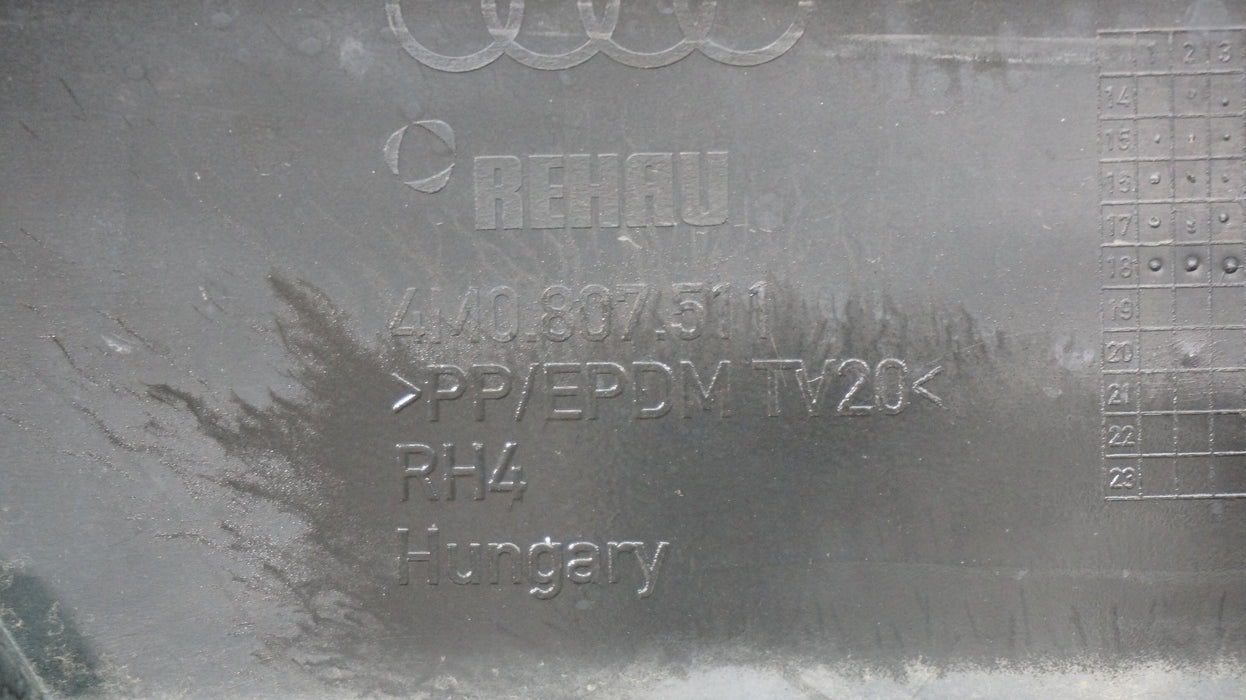 REHAU
4M0.807.511
>PP/EPDM TV20<
RH4
Hungary
1 2 3
14
15
16
17
18
19
20
21
22
23